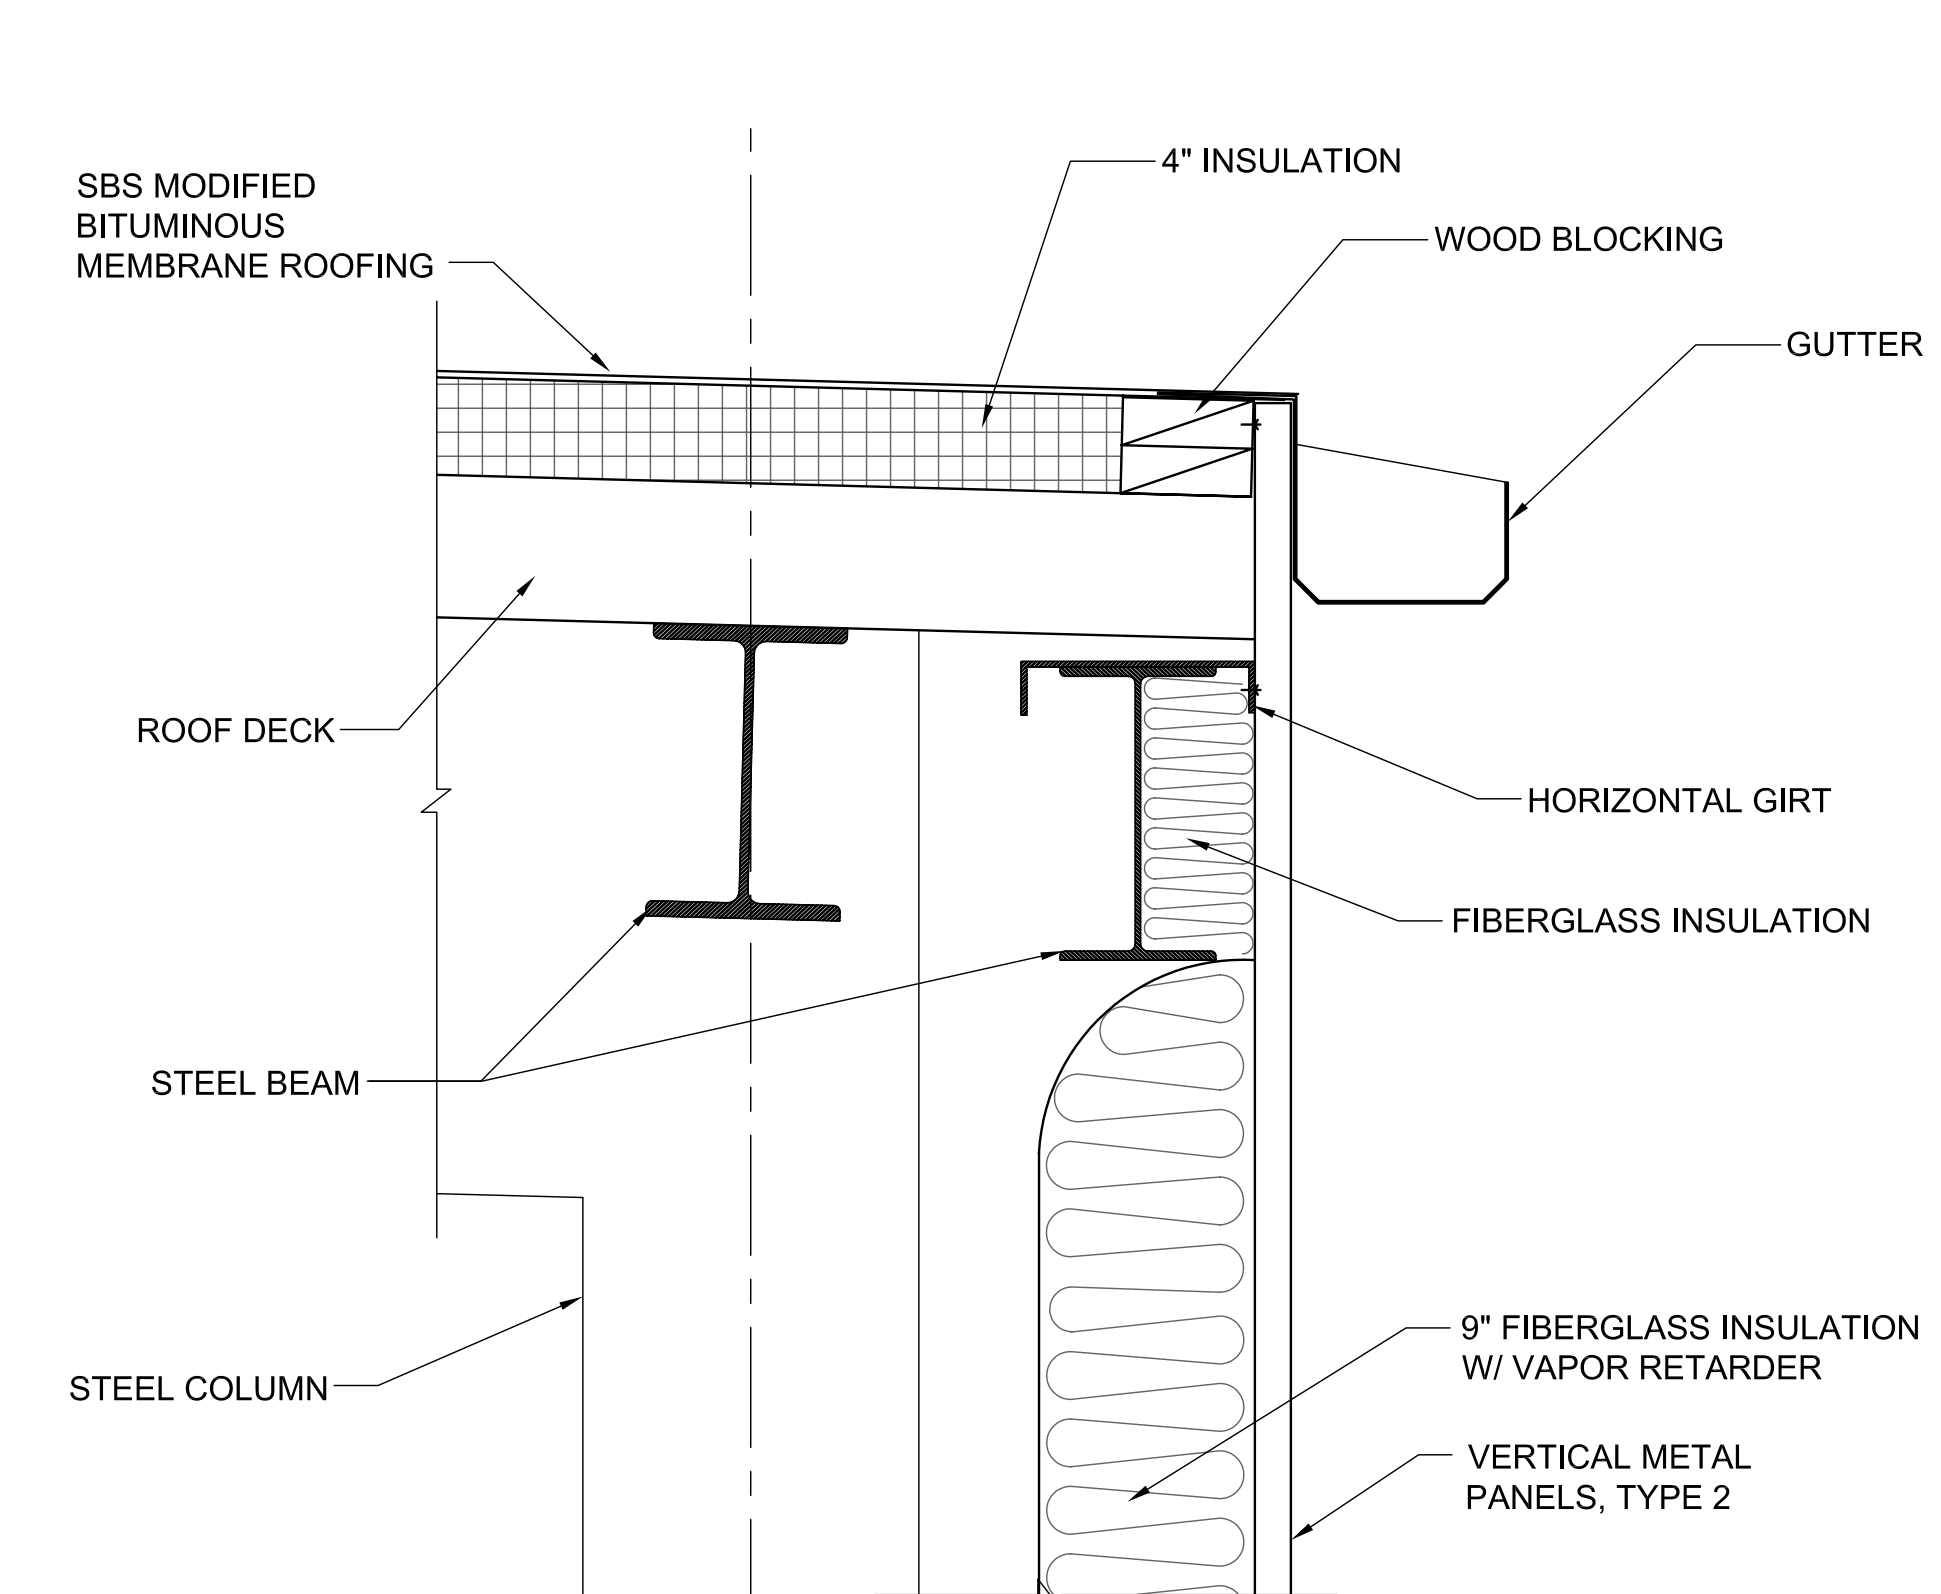 4" INSULATION
SBS MODIFIED
BITUMINOUS
MEMBRANE ROOFING
WOOD BLOCKING
GUTTER
ROOF DECK
HORIZONTAL GIRT
FIBERGLASS INSULATION
STEEL BEAM
9" FIBERGLASS INSULATION
W/ VAPOR RETARDER
STEEL COLUMN
VERTICAL METAL
PANELS, TYPE 2